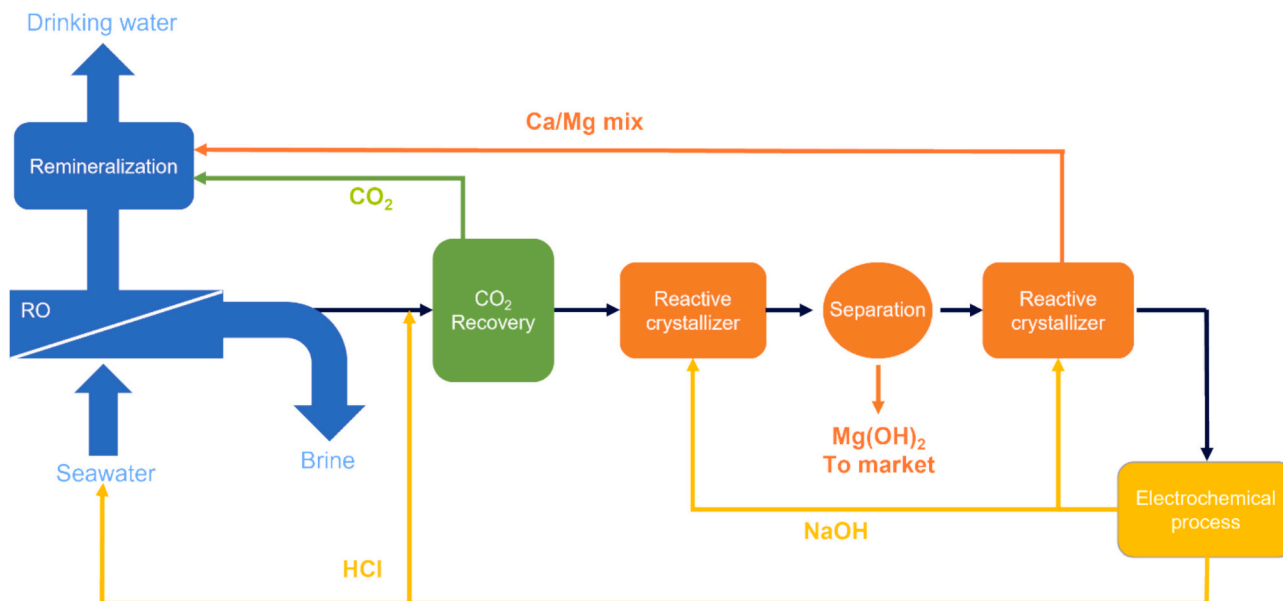 Drinking water
Ca/Mg mix
Remineralization
CO₂
RO
CO₂
Recovery
Reactive
crystallizer
Separation
Reactive
crystallizer
Mg(OH)₂
To market
Seawater
Brine
Electrochemical
process
NaOH
HCl